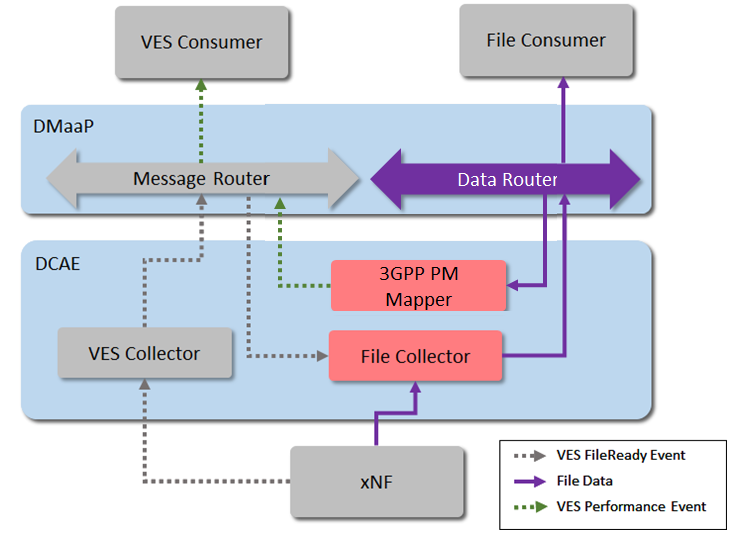 VES Consumer
File Consumer
DMaaP
Message Router
Data Router
DCAE
3GPP PM
Mapper
VES Collector
File Collector
xNF
VES FileReady Event
File Data
VES Performance Event